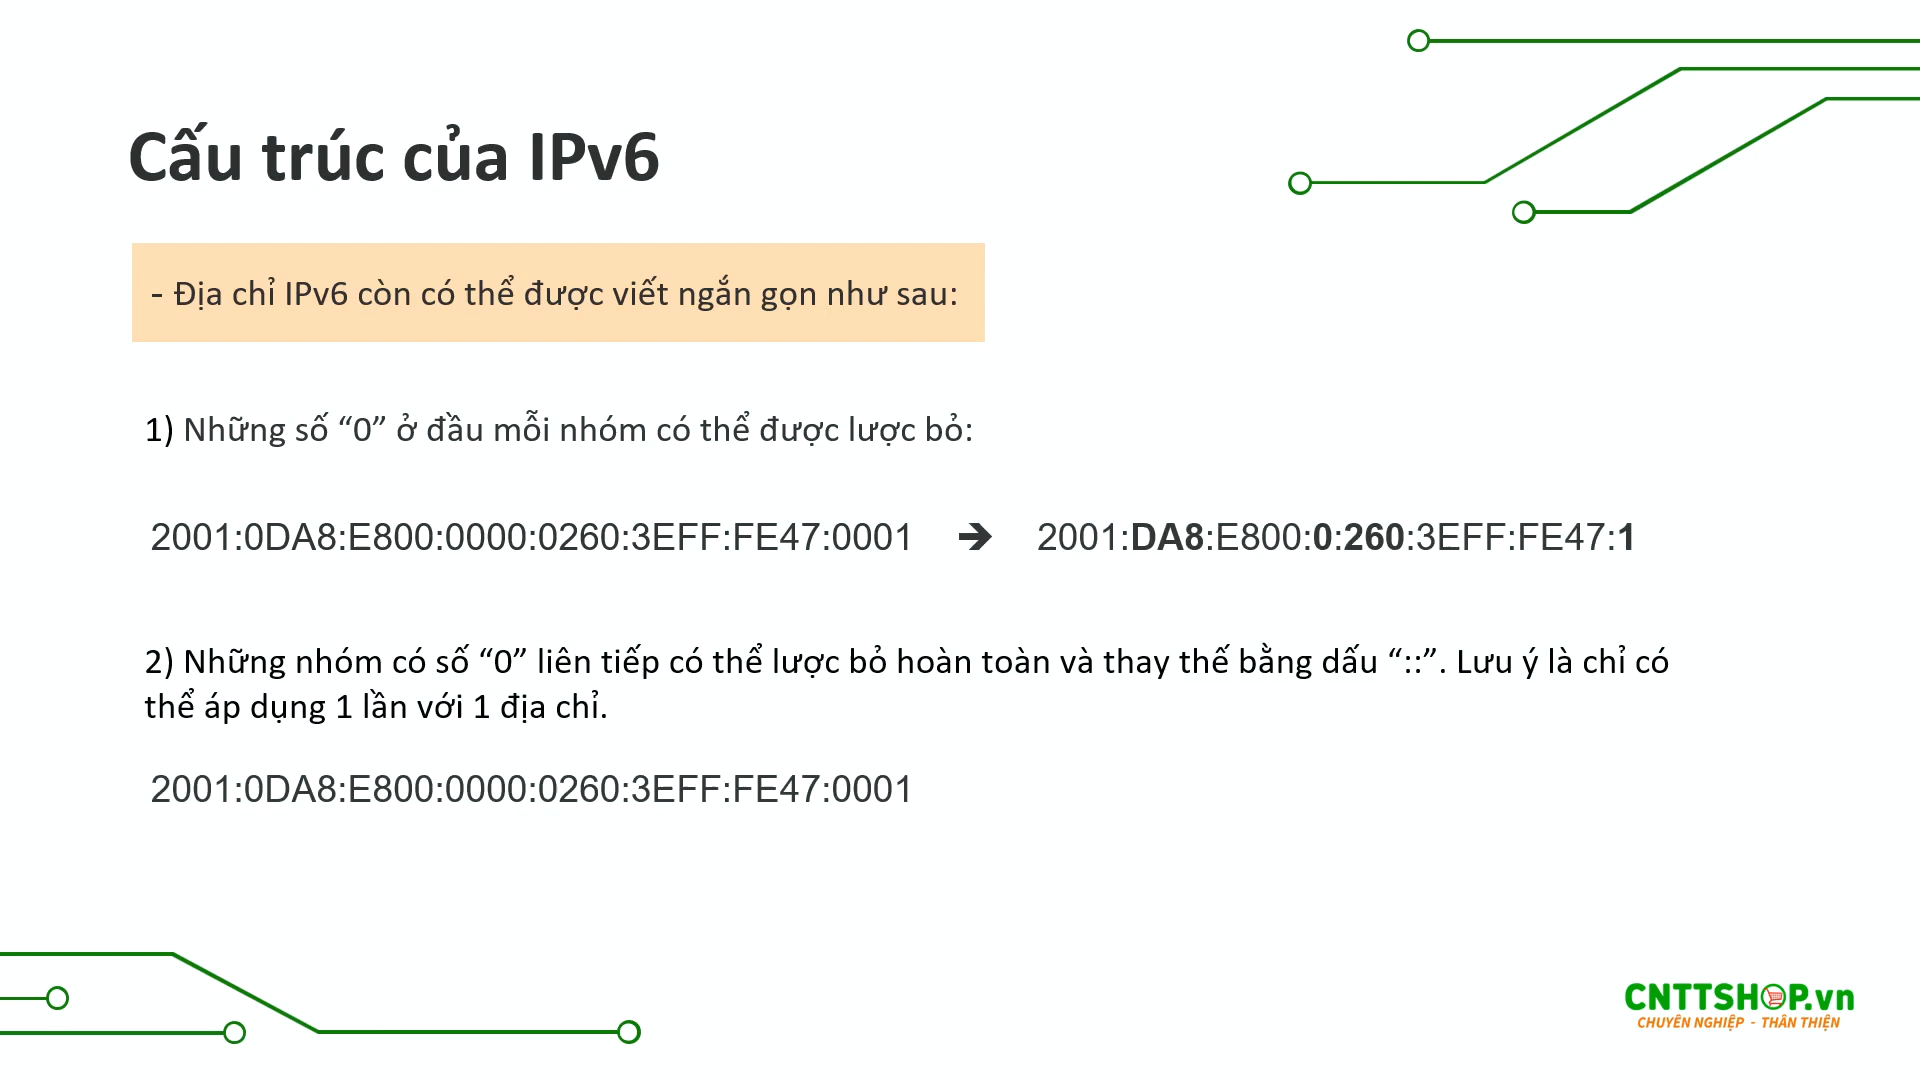 Cấu trúc của IPv6
- Địa chỉ IPv6 còn có thể được viết ngắn gọn như sau:
1) Những số “0” ở đầu mỗi nhóm có thể được lược bỏ:
2001:0DA8:E800:0000:0260:3EFF:FE47:0001 ➔ 2001:DA8:E800:0:260:3EFF:FE47:1
2) Những nhóm có số “0” liên tiếp có thể lược bỏ hoàn toàn và thay thế bằng dấu “::”. Lưu ý là chỉ có
thể áp dụng 1 lần với 1 địa chỉ.
2001:0DA8:E800:0000:0260:3EFF:FE47:0001
CNTTSHOP.vn
CHUYÊN NGHIỆP - THÂN THIỆN